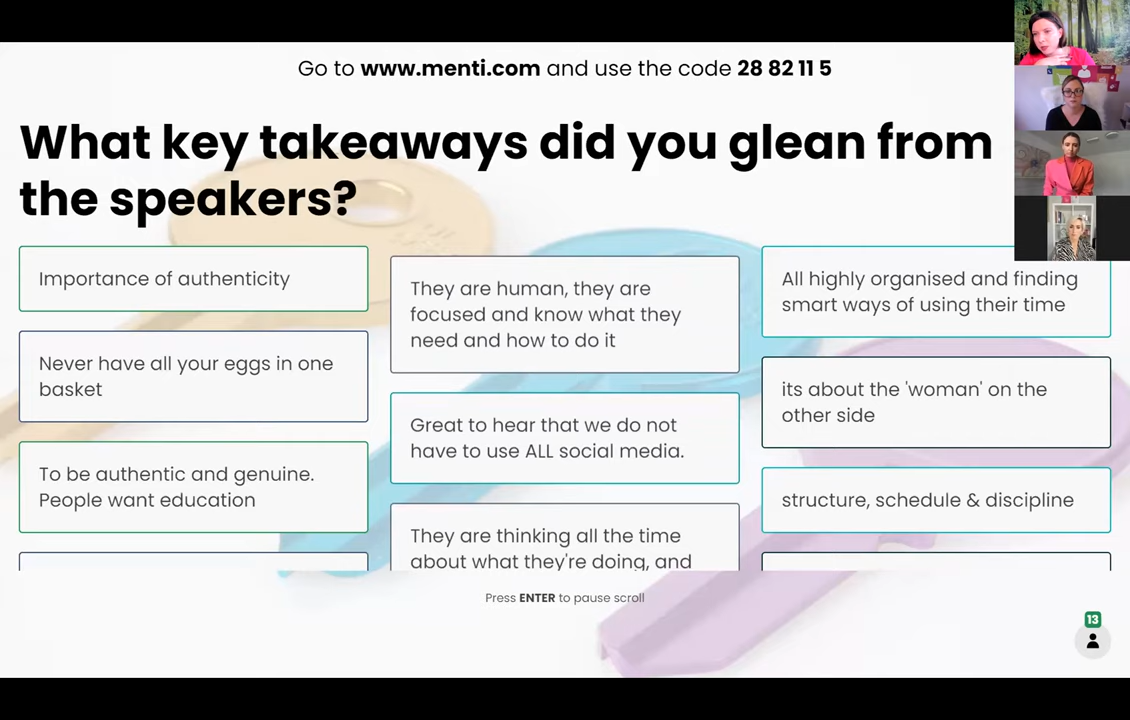 Go to www.menti.com and use the code 28 82 11 5
What key takeaways did you glean from
the speakers?
Importance of authenticity
Never have all your eggs in one
basket
To be authentic and genuine.
People want education
They are human, they are
focused and know what they
need and how to do it
Great to hear that we do not
have to use ALL social media.
They are thinking all the time
about what they're doing, and
All highly organised and finding
smart ways of using their time
its about the 'woman' on the
other side
structure, schedule & discipline
Press ENTER to pause scroll
13